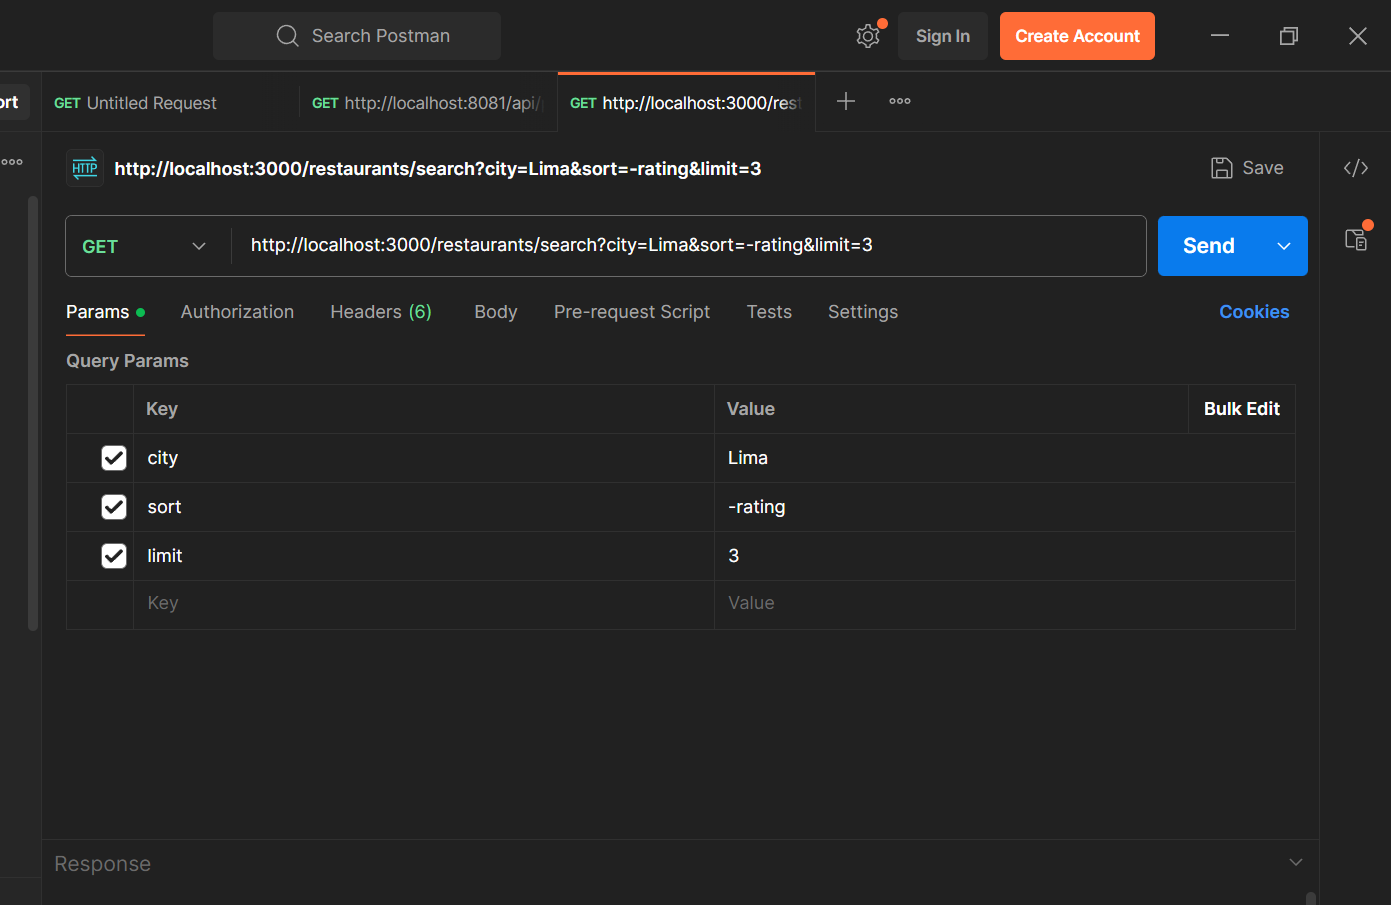 Search Postman
Sign In
Create Account
ort
GET Untitled Request
GET http://localhost:8081/api/
GET http://localhost:3000/rest
HTTP http://localhost:3000/restaurants/search?city=Lima&sort=-rating&limit=3
Save
GET
http://localhost:3000/restaurants/search?city=Lima&sort=-rating&limit=3
Send
Params
Authorization
Headers (6)
Body
Pre-request Script
Tests
Settings
Cookies
Query Params
Key Value Bulk Edit
city Lima
sort -rating
limit 3
Key Value
Response